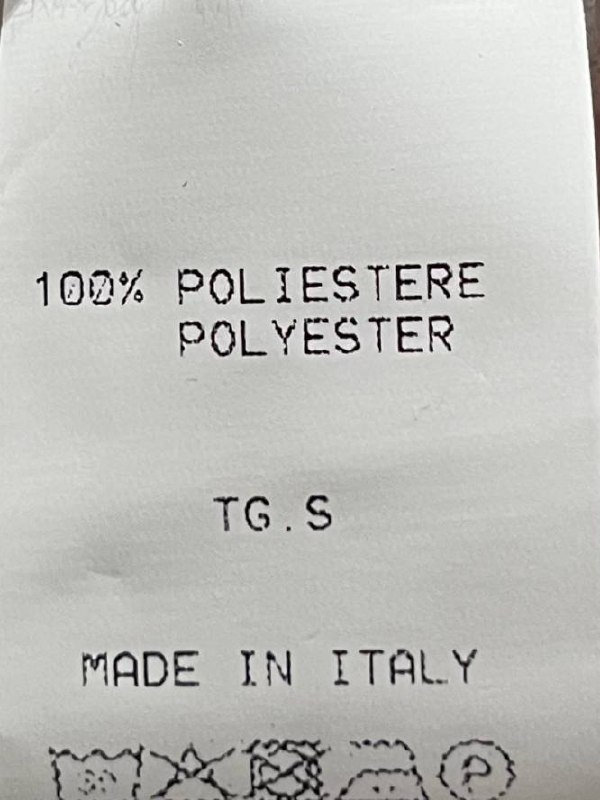 100% POLIESTERE
POLYESTER
TG.S
MADE IN ITALY
P